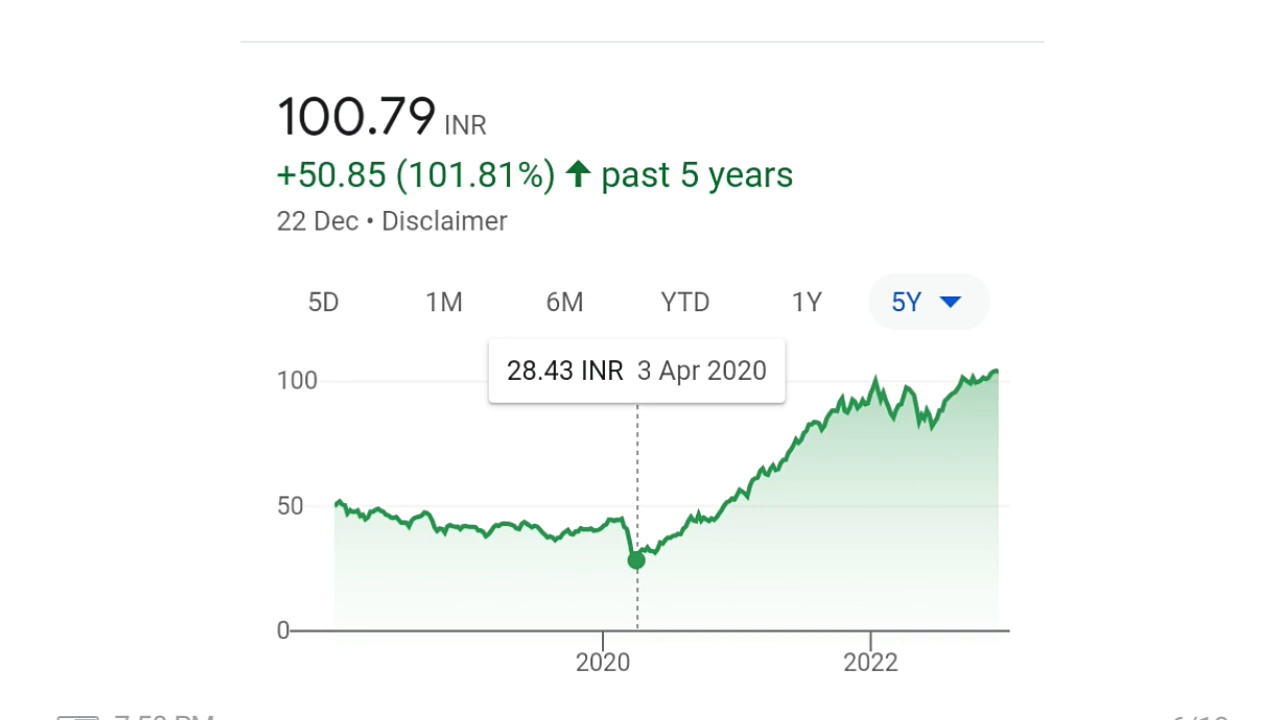 100.79 INR
+50.85 (101.81%) ↑ past 5 years
22 Dec • Disclaimer
5D 1M 6M YTD 1Y 5Y
28.43 INR 3 Apr 2020
100
50
0
2020 2022